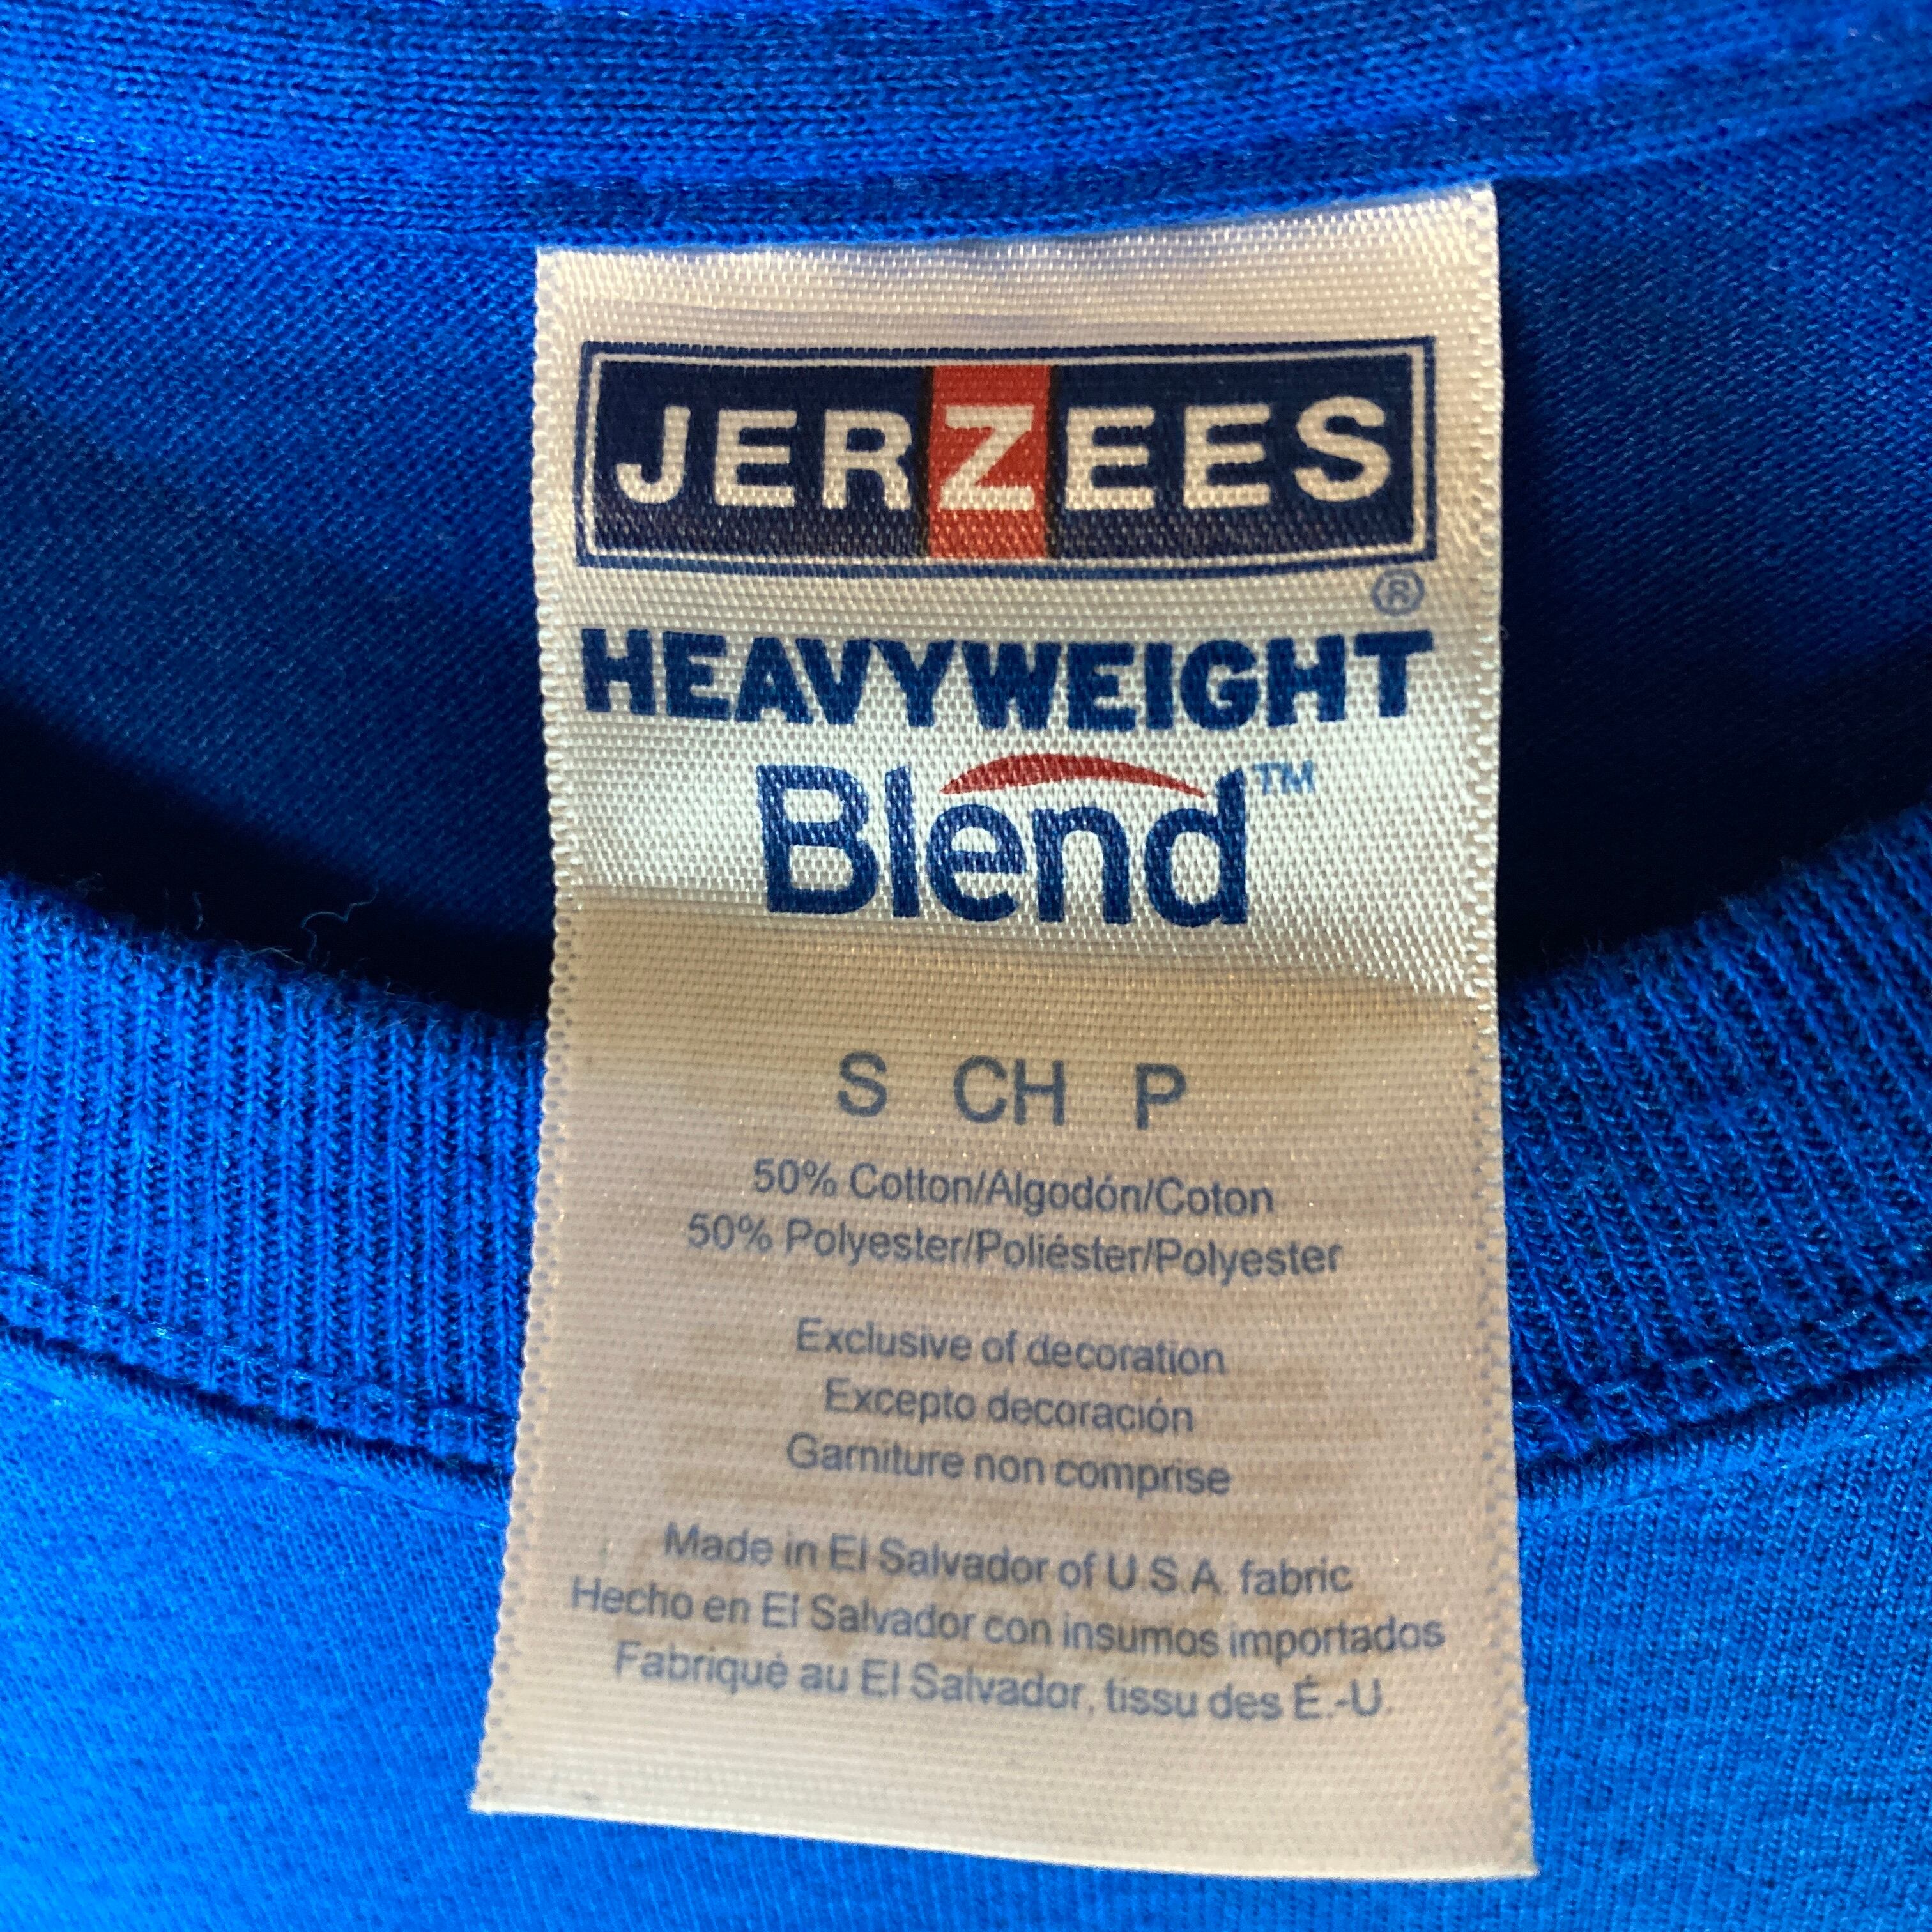 JERZEES
®
HEAVYWEIGHT
Blend™
S CH P
50% Cotton/Algodón/Coton
50% Polyester/Poliéster/Polyester
Exclusive of decoration
Excepto decoración
Garniture non comprise
Made in El Salvador of U.S.A. fabric
Hecho en El Salvador con insumos importados
Fabriqué au El Salvador, tissu des É.-U.